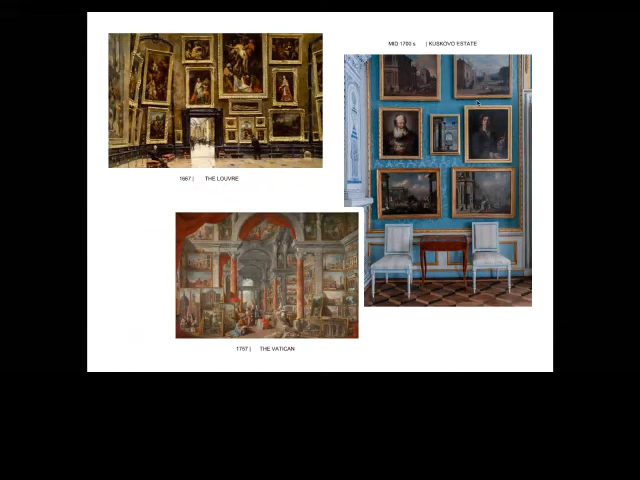 MID 1700's | KUSKOVO ESTATE
1667 | THE LOUVRE
1757 | THE VATICAN